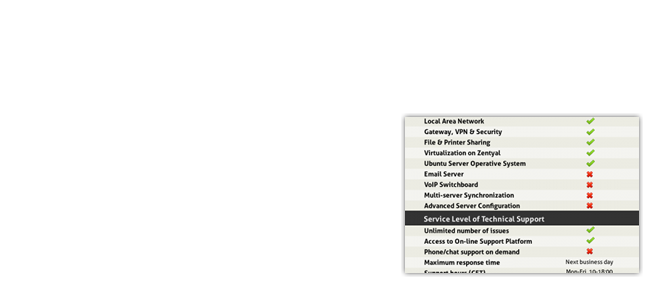 Local Area Network
Gateway, VPN & Security
File & Printer Sharing
Virtualization on Zentyal
Ubuntu Server Operative System
Email Server
VoIP Switchboard
Multi-server Synchronization
Advanced Server Configuration
Service Level of Technical Support
Unlimited number of issues
Access to On-line Support Platform
Phone/chat support on demand
Maximum response time Next business day
Support hours (CET) Mon-Fri, 10-18:00